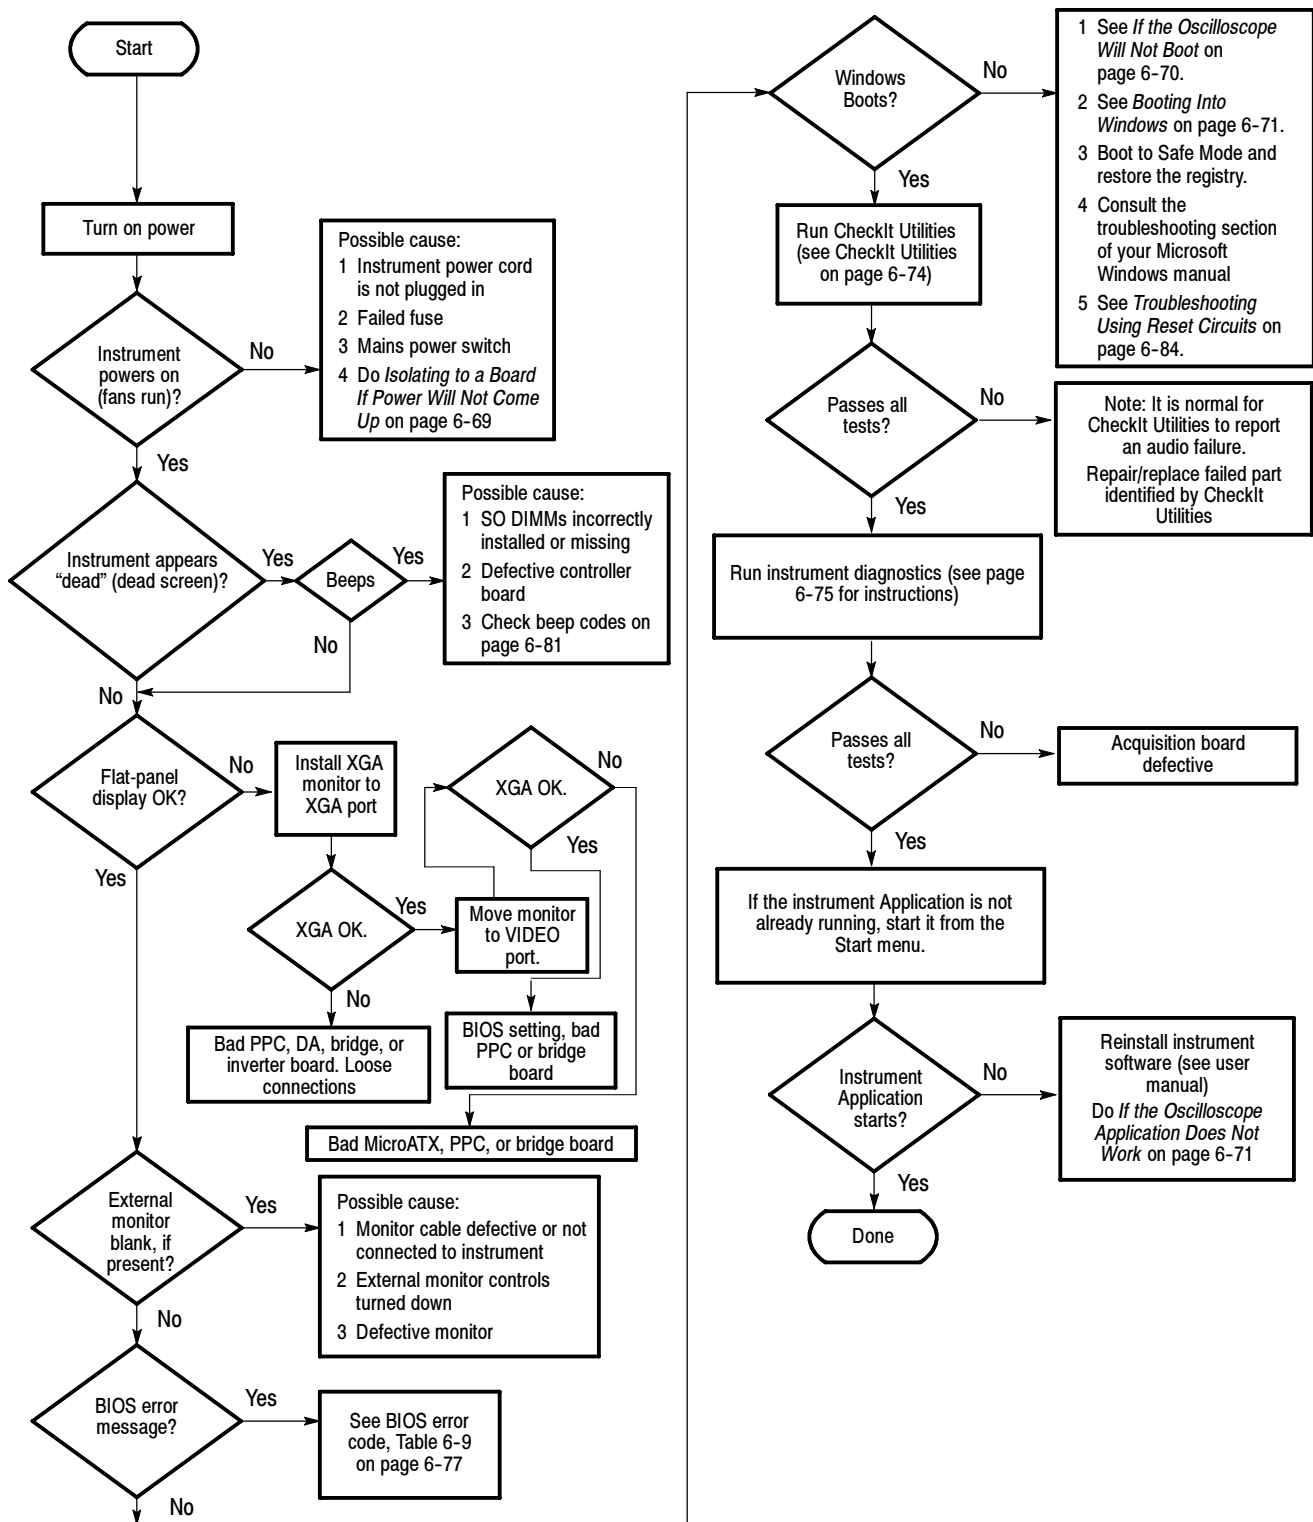 Start
Turn on power
Instrument
powers on
(fans run)?
No
Possible cause:
1 Instrument power cord
is not plugged in
2 Failed fuse
3 Mains power switch
4 Do Isolating to a Board
If Power Will Not Come
Up on page 6-69
Yes
Instrument appears
“dead” (dead screen)?
Yes
Beeps
Yes
Possible cause:
1 SO DIMMs incorrectly
installed or missing
2 Defective controller
board
3 Check beep codes on
page 6-81
No
No
Flat-panel
display OK?
No
Install XGA
monitor to
XGA port
XGA OK.
Yes
Move monitor
to VIDEO
port.
XGA OK.
No
Yes
No
Bad PPC, DA, bridge, or
inverter board. Loose
connections
BIOS setting, bad
PPC or bridge
board
Bad MicroATX, PPC, or bridge board
Yes
External
monitor
blank, if
present?
Yes
Possible cause:
1 Monitor cable defective or not
connected to instrument
2 External monitor controls
turned down
3 Defective monitor
No
BIOS error
message?
Yes
See BIOS error
code, Table 6-9
on page 6-77
No
Windows
Boots?
No
1 See If the Oscilloscope
Will Not Boot on
page 6-70.
2 See Booting Into
Windows on page 6-71.
3 Boot to Safe Mode and
restore the registry.
4 Consult the
troubleshooting section
of your Microsoft
Windows manual
5 See Troubleshooting
Using Reset Circuits on
page 6-84.
Yes
Run CheckIt Utilities
(see CheckIt Utilities
on page 6-74)
Passes all
tests?
No
Note: It is normal for
CheckIt Utilities to report
an audio failure.
Repair/replace failed part
identified by CheckIt
Utilities
Yes
Run instrument diagnostics (see page
6-75 for instructions)
Passes all
tests?
No
Acquisition board
defective
Yes
If the instrument Application is not
already running, start it from the
Start menu.
Instrument
Application
starts?
No
Reinstall instrument
software (see user
manual)
Do If the Oscilloscope
Application Does Not
Work on page 6-71
Yes
Done